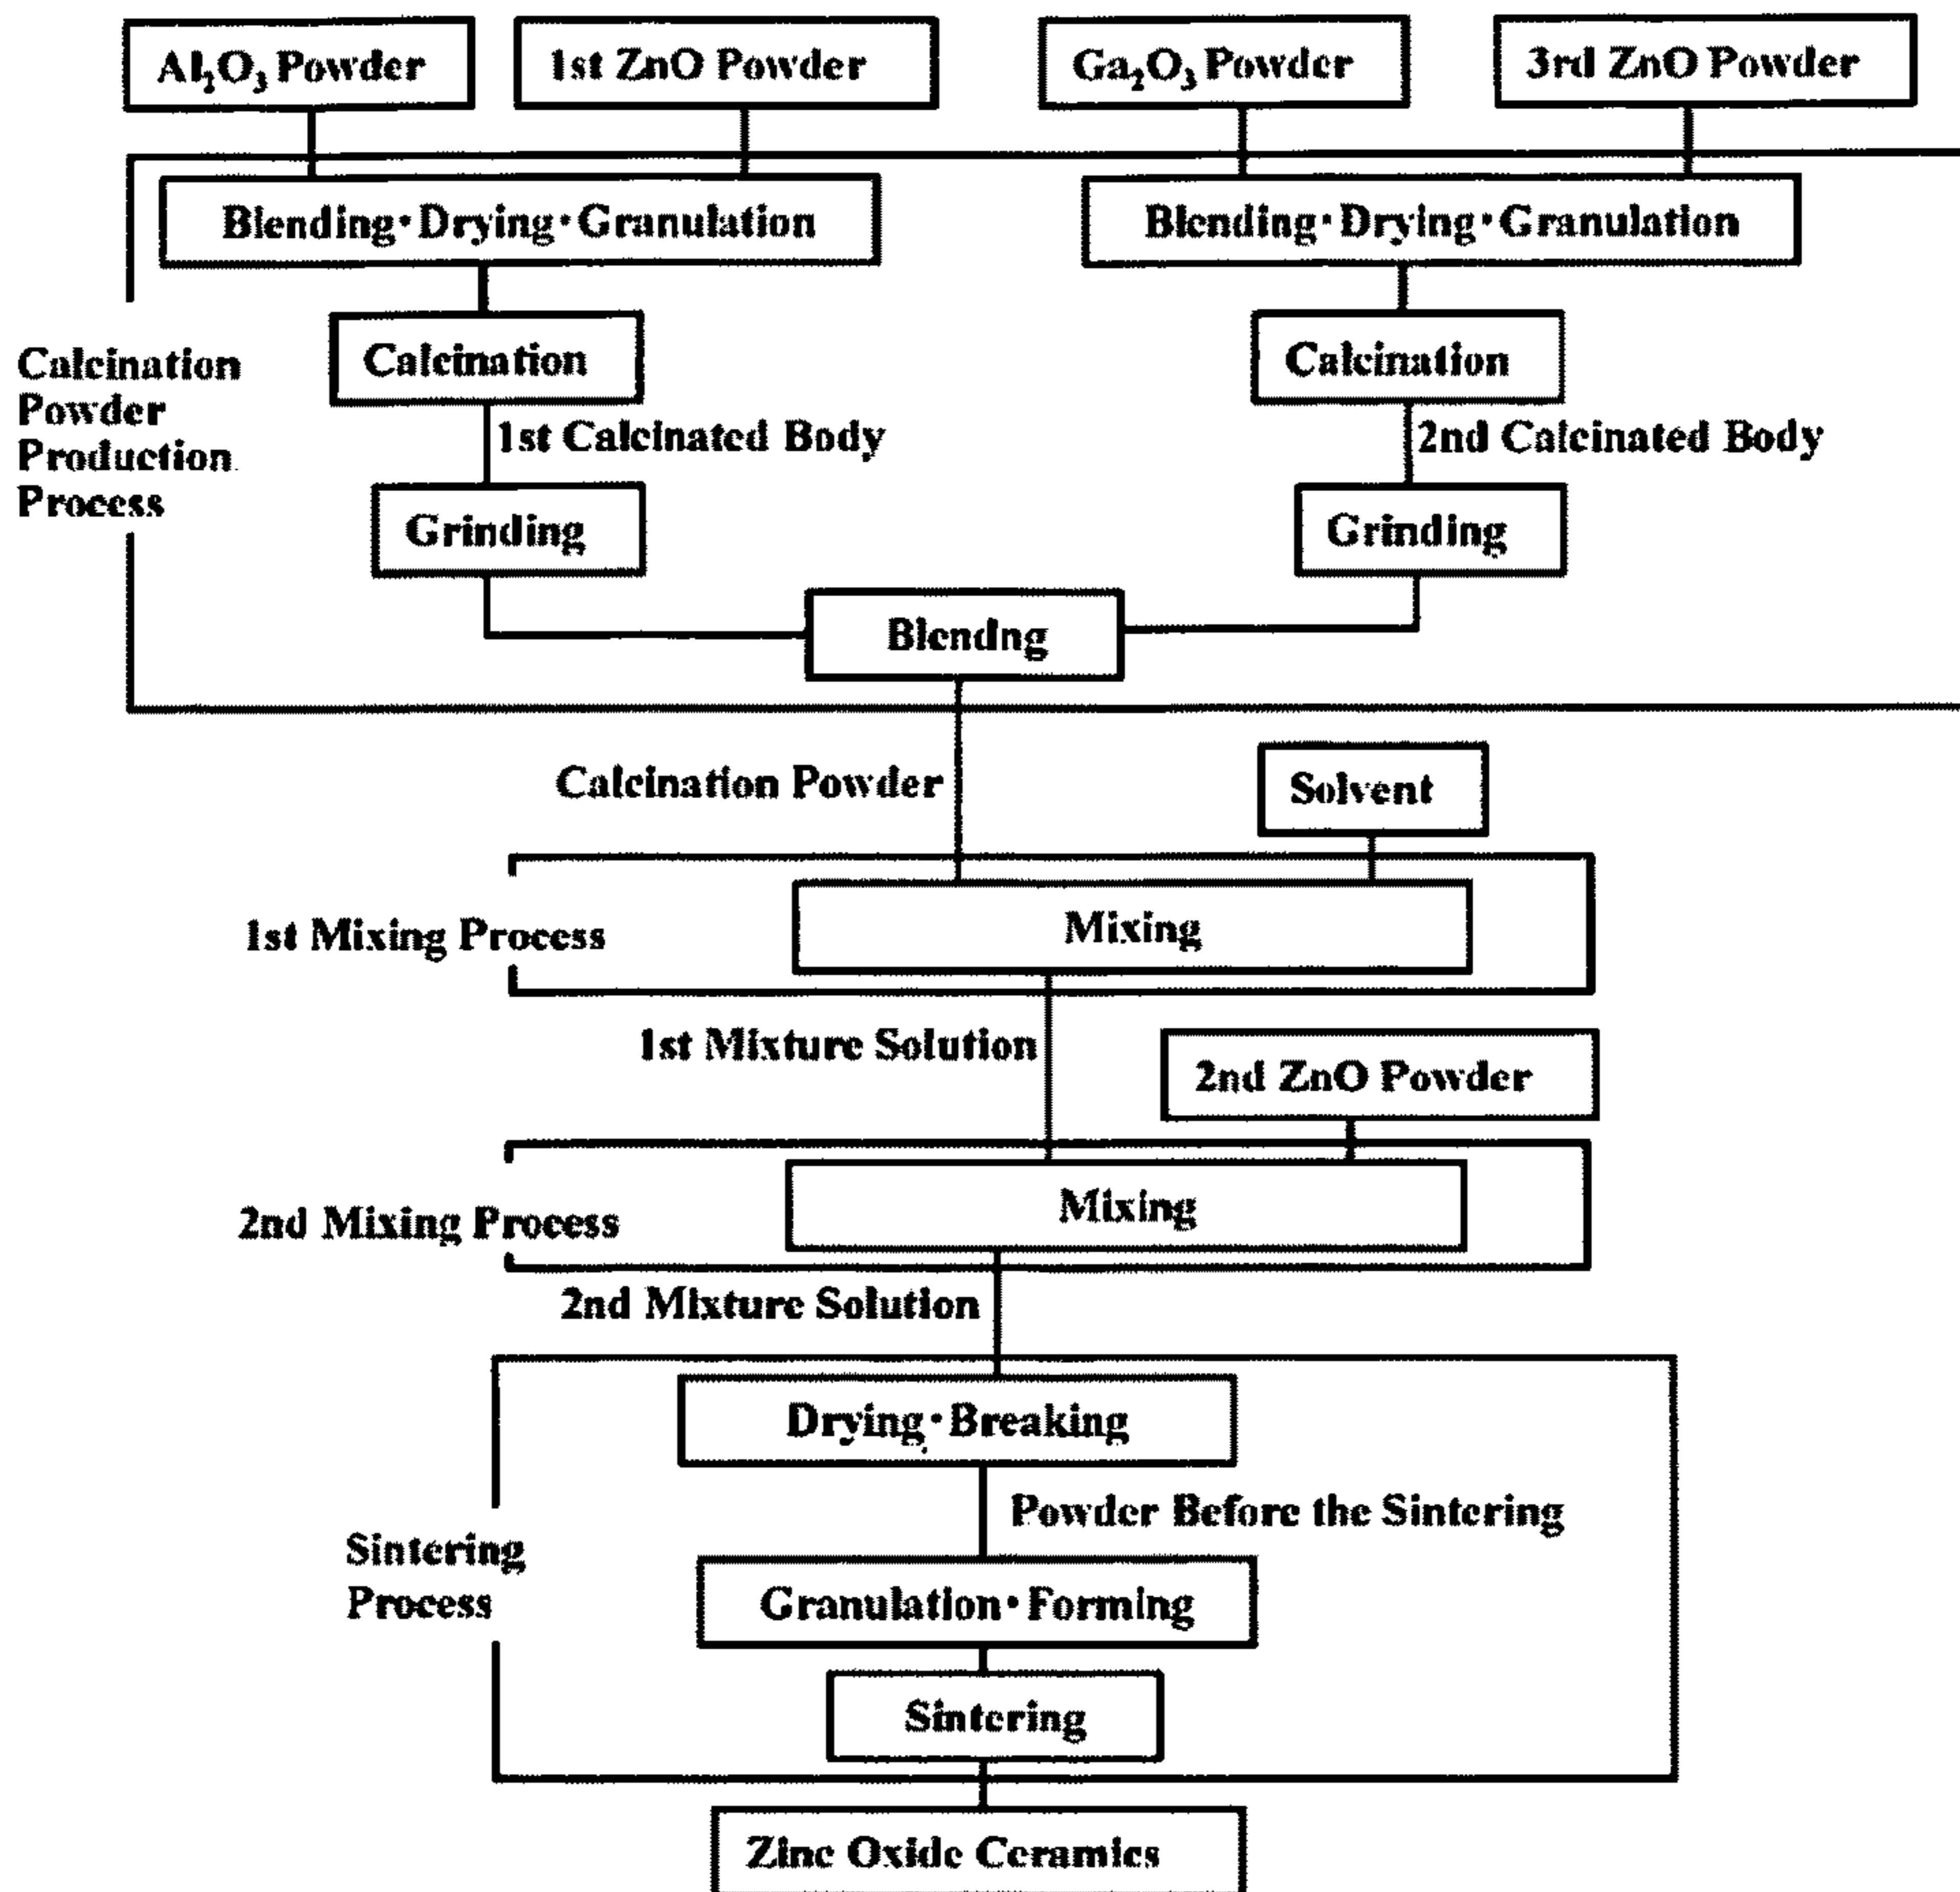 Al₂O₃ Powder
1st ZnO Powder
Ga₂O₃ Powder
3rd ZnO Powder
Blending・Drying・Granulation
Blending・Drying・Granulation
Calcination
Powder
Production
Process
Calcination
Calcination
1st Calcinated Body
2nd Calcinated Body
Grinding
Grinding
Blendng
Calcination Powder
Solvent
1st Mixing Process
Mixing
1st Mixture Solution
2nd ZnO Powder
2nd Mixing Process
Mixing
2nd Mixture Solution
Drying・Breaking
Powder Before the Sintering
Sintering
Process
Granulation・Forming
Sintering
Zinc Oxide Ceramics